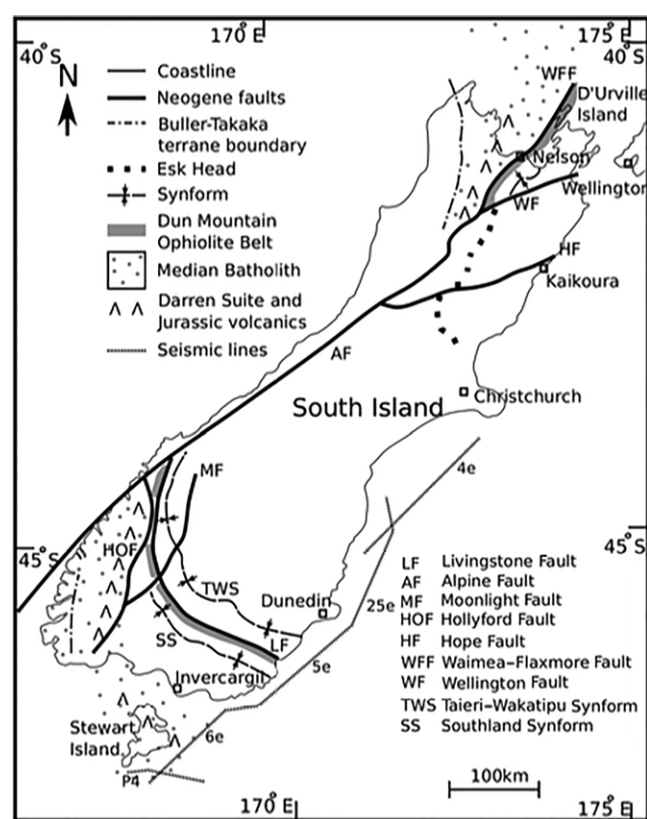 170°E
175°E
40°S
40°S
N
Coastline
Neogene faults
Buller-Takaka
terrane boundary
Esk Head
Synform
Dun Mountain
Ophiolite Belt
Median Batholith
Darren Suite and
Jurassic volcanics
Seismic lines
WFF
D'Urville
Island
Nelson
Wellington
WF
HF
Kaikoura
AF
South Island
Christchurch
MF
4e
45°S
45°S
HOF
TWS
Dunedin
25e
SS
LF
5e
Invercargil
Stewart
Island
6e
P4
LF Livingstone Fault
AF Alpine Fault
MF Moonlight Fault
HOF Hollyford Fault
HF Hope Fault
WFF Waimea–Flaxmore Fault
WF Wellington Fault
TWS Taieri–Wakatipu Synform
SS Southland Synform
100km
170°E
175°E